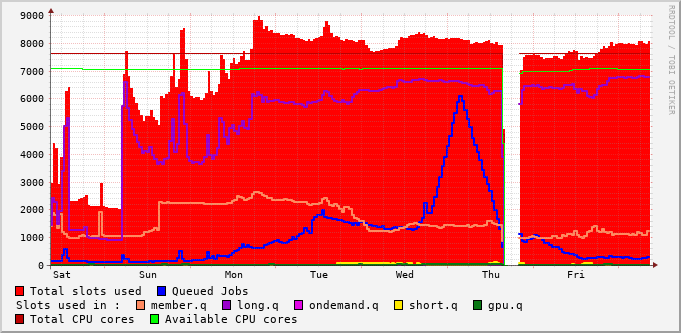 9000
8000
7000
6000
5000
4000
3000
2000
1000
0
Sat Sun Mon Tue Wed Thu Fri
RRDTOOL / TOBI OETIKER
Total slots used Queued Jobs
Slots used in : member.q long.q ondemand.q short.q gpu.q
Total CPU cores Available CPU cores